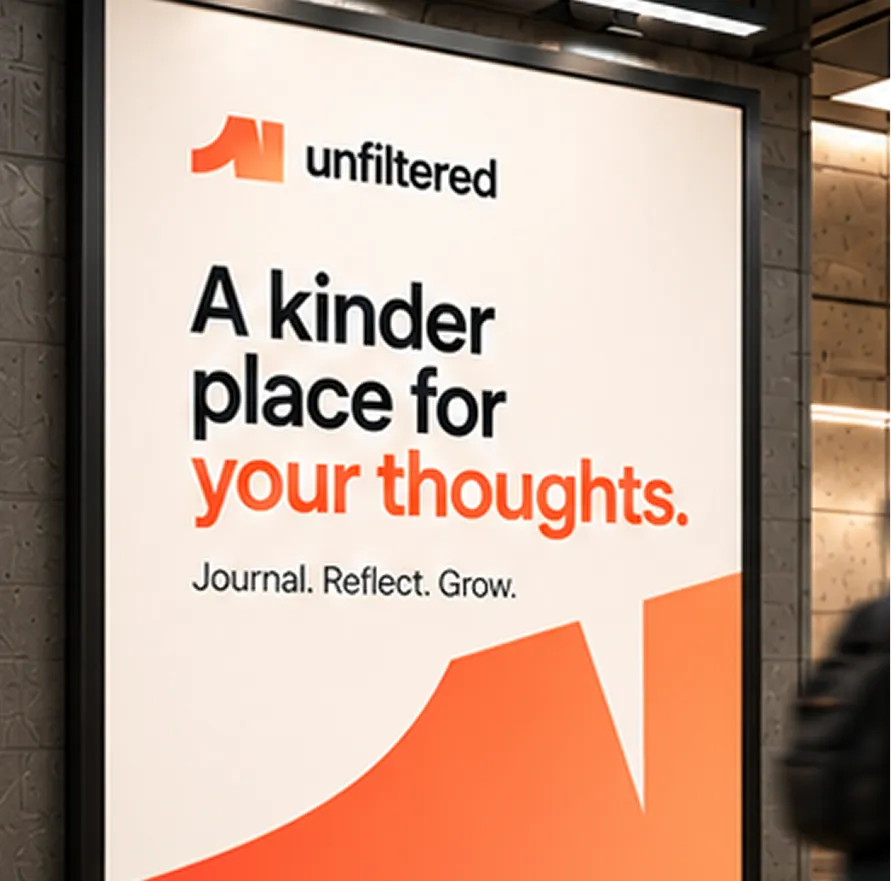 unfiltered
A kinder
place for
your thoughts.
Journal. Reflect. Grow.